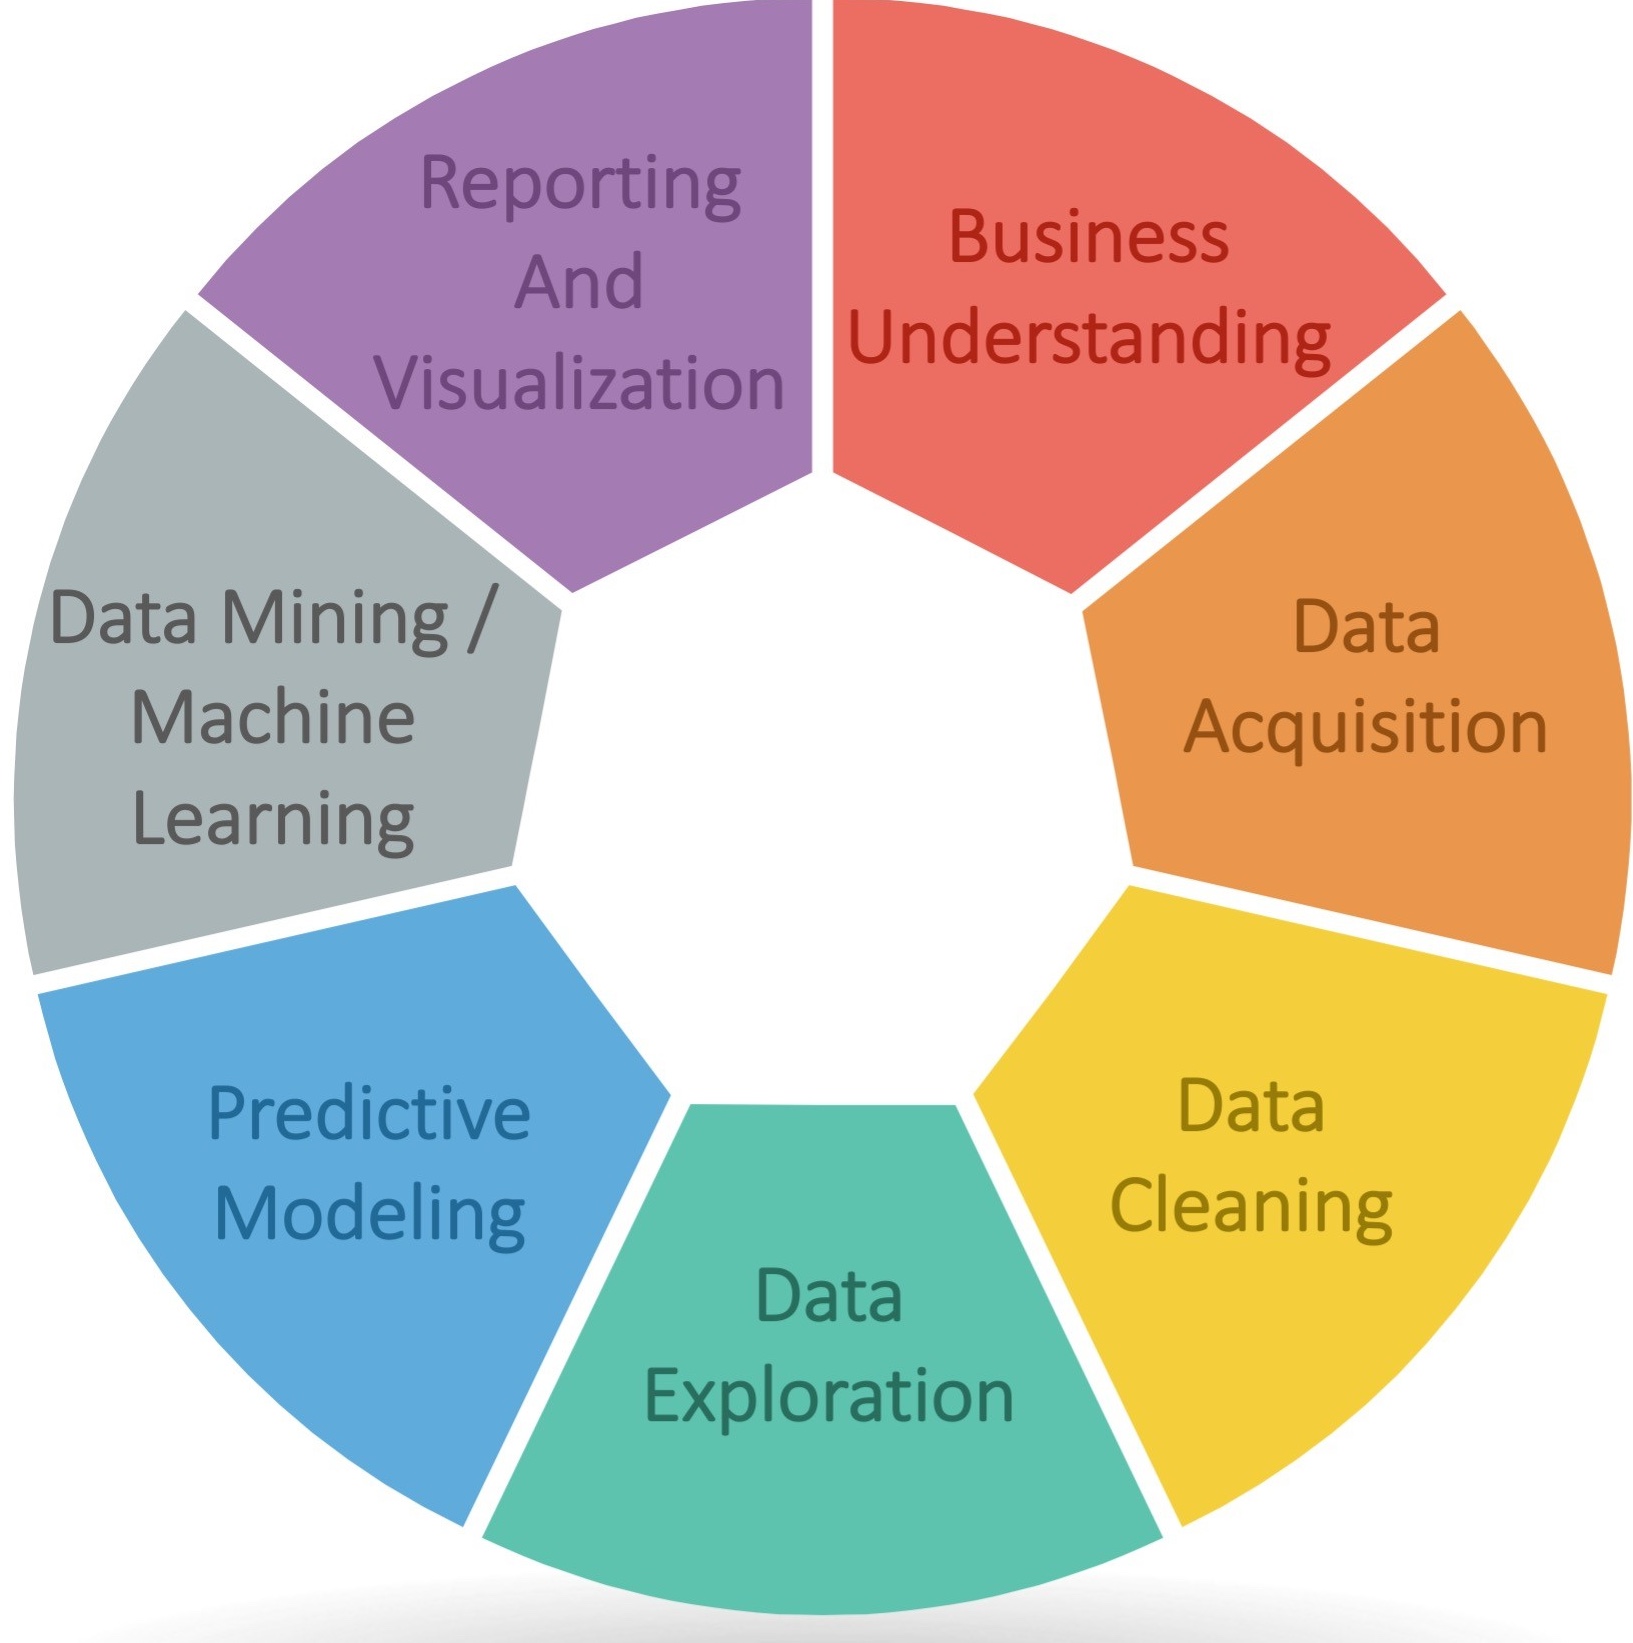 Reporting
And
Visualization
Business
Understanding
Data
Acquisition
Data
Cleaning
Data
Exploration
Predictive
Modeling
Data Mining /
Machine
Learning